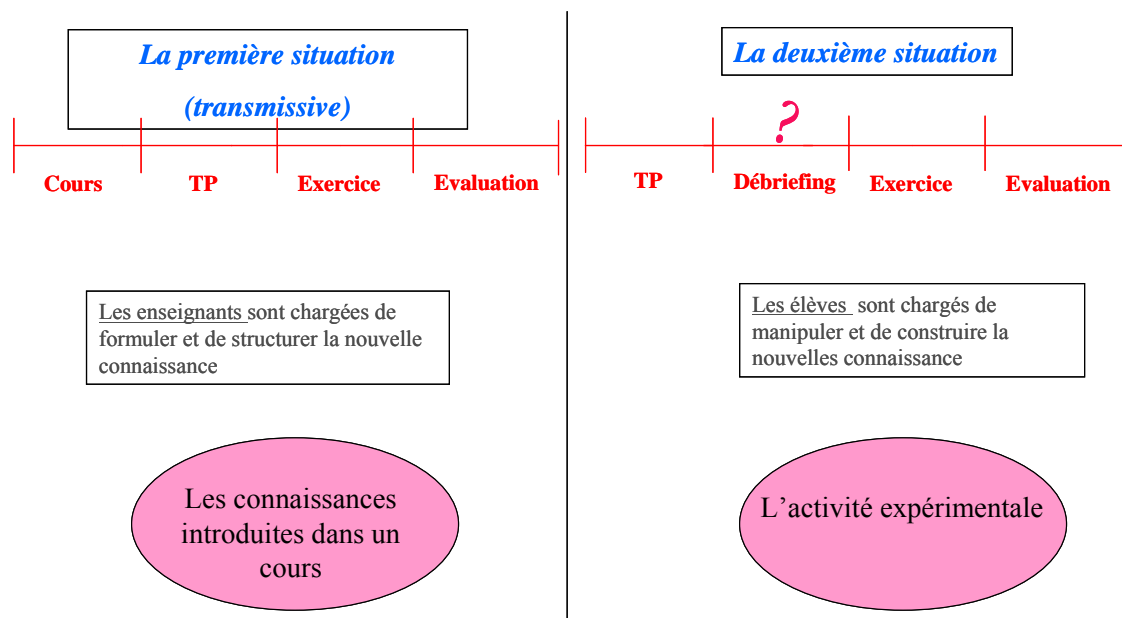 La première situation
(transmissive)
Cours
TP
Exercice
Evaluation
Les enseignants sont chargées de
formuler et de structurer la nouvelle
connaissance
Les connaissances
introduites dans un
cours
La deuxième situation
?
TP
Débriefing
Exercice
Evaluation
Les élèves sont chargés de
manipuler et de construire la
nouvelles connaissance
L’activité expérimentale